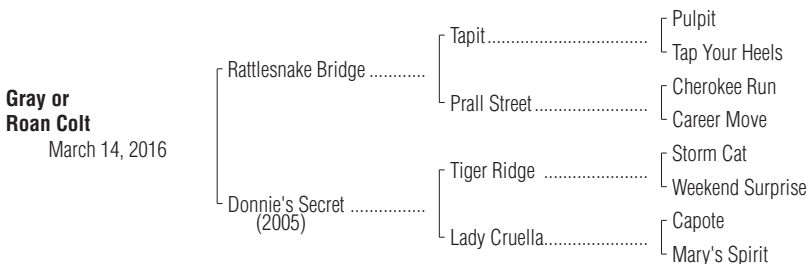 Pulpit
Tapit................................
Tap Your Heels
Rattlesnake Bridge ............
Cherokee Run
Prall Street.......................
Career Move
Gray or
Roan Colt
March 14, 2016
Storm Cat
Tiger Ridge .....................
Weekend Surprise
Donnie's Secret ................
(2005)
Capote
Lady Cruella.....................
Mary's Spirit